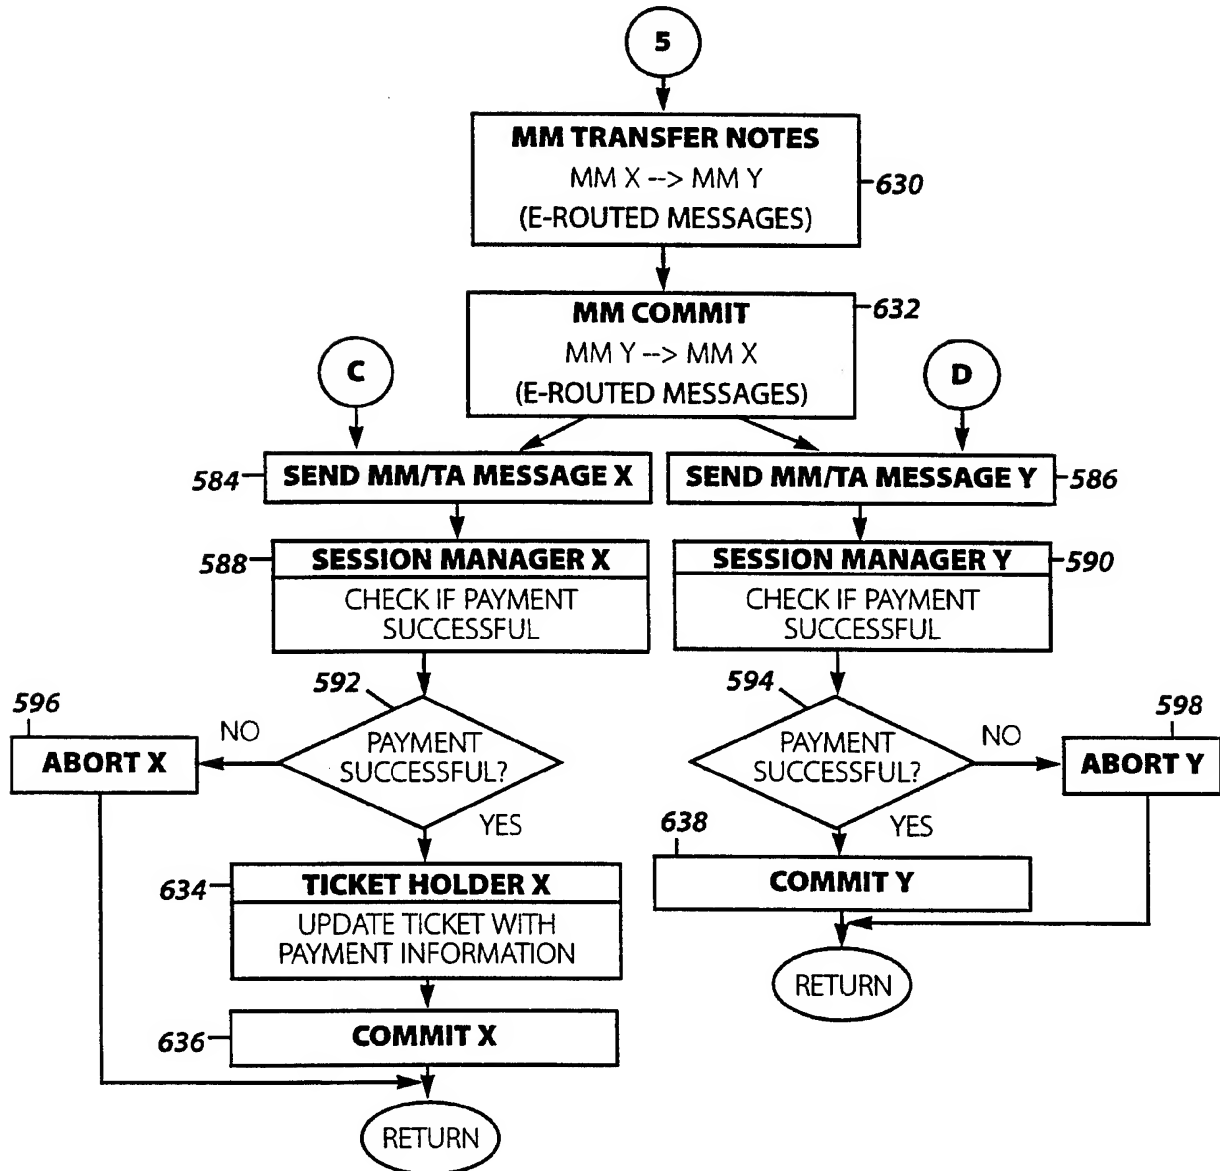 5
MM TRANSFER NOTES
MM X --> MM Y
(E-ROUTED MESSAGES)
630
MM COMMIT
MM Y --> MM X
(E-ROUTED MESSAGES)
632
C
D
584
SEND MM/TA MESSAGE X
SEND MM/TA MESSAGE Y
586
588
SESSION MANAGER X
CHECK IF PAYMENT
SUCCESSFUL
SESSION MANAGER Y
CHECK IF PAYMENT
SUCCESSFUL
590
592
PAYMENT
SUCCESSFUL?
NO
596
ABORT X
YES
594
PAYMENT
SUCCESSFUL?
NO
598
ABORT Y
YES
634
TICKET HOLDER X
UPDATE TICKET WITH
PAYMENT INFORMATION
638
COMMIT Y
RETURN
636
COMMIT X
RETURN